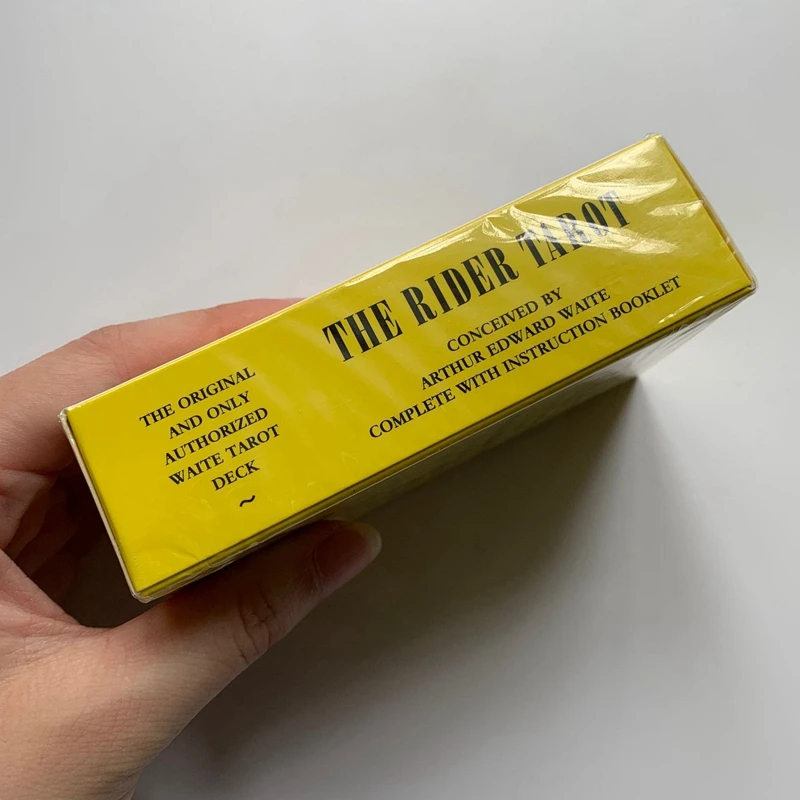 THE ORIGINAL
AND ONLY
AUTHORIZED
WAITE TAROT
DECK
~
THE RIDER TAROT
CONCEIVED BY
ARTHUR EDWARD WAITE
COMPLETE WITH INSTRUCTION BOOKLET